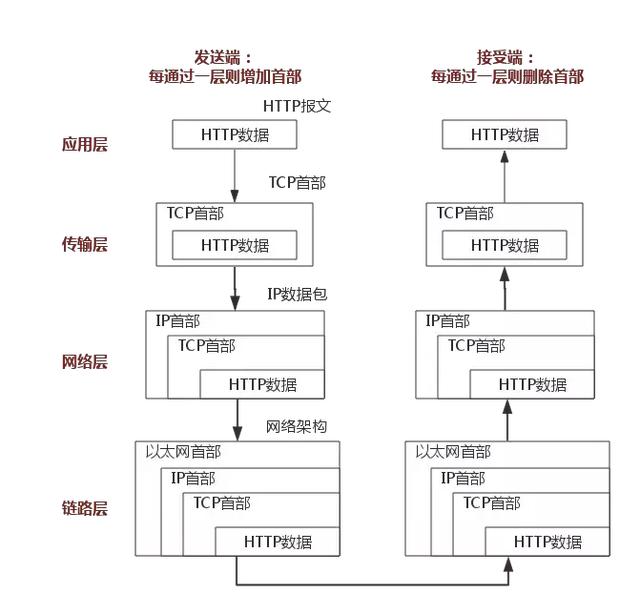 发送端：
每通过一层则增加首部
接受端：
每通过一层则删除首部
HTTP报文
应用层
HTTP数据
HTTP数据
TCP首部
TCP首部
TCP首部
传输层
HTTP数据
HTTP数据
IP数据包
IP首部
IP首部
TCP首部
TCP首部
网络层
HTTP数据
HTTP数据
网络架构
以太网首部
以太网首部
IP首部
IP首部
TCP首部
TCP首部
链路层
HTTP数据
HTTP数据